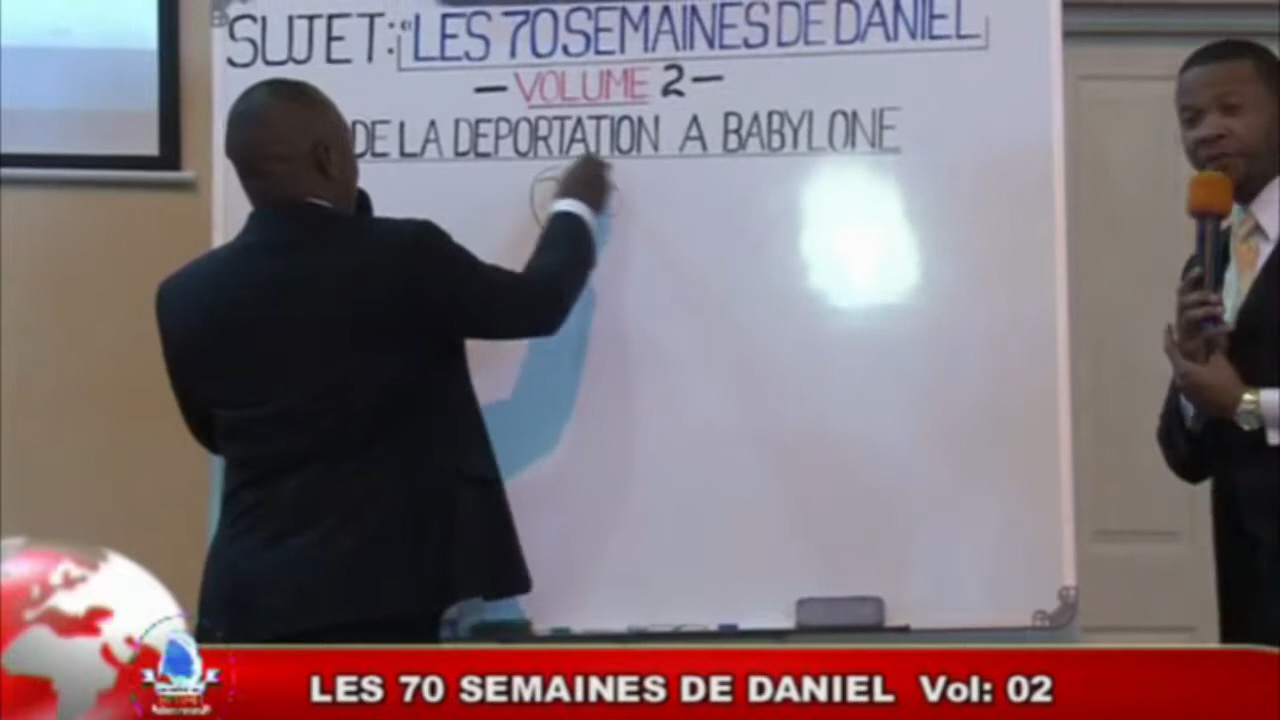 SUJET: "LES 70 SEMAINES DE DANIEL
— VOLUME 2 —
DE LA DEPORTATION A BABYLONE
LES 70 SEMAINES DE DANIEL Vol: 02